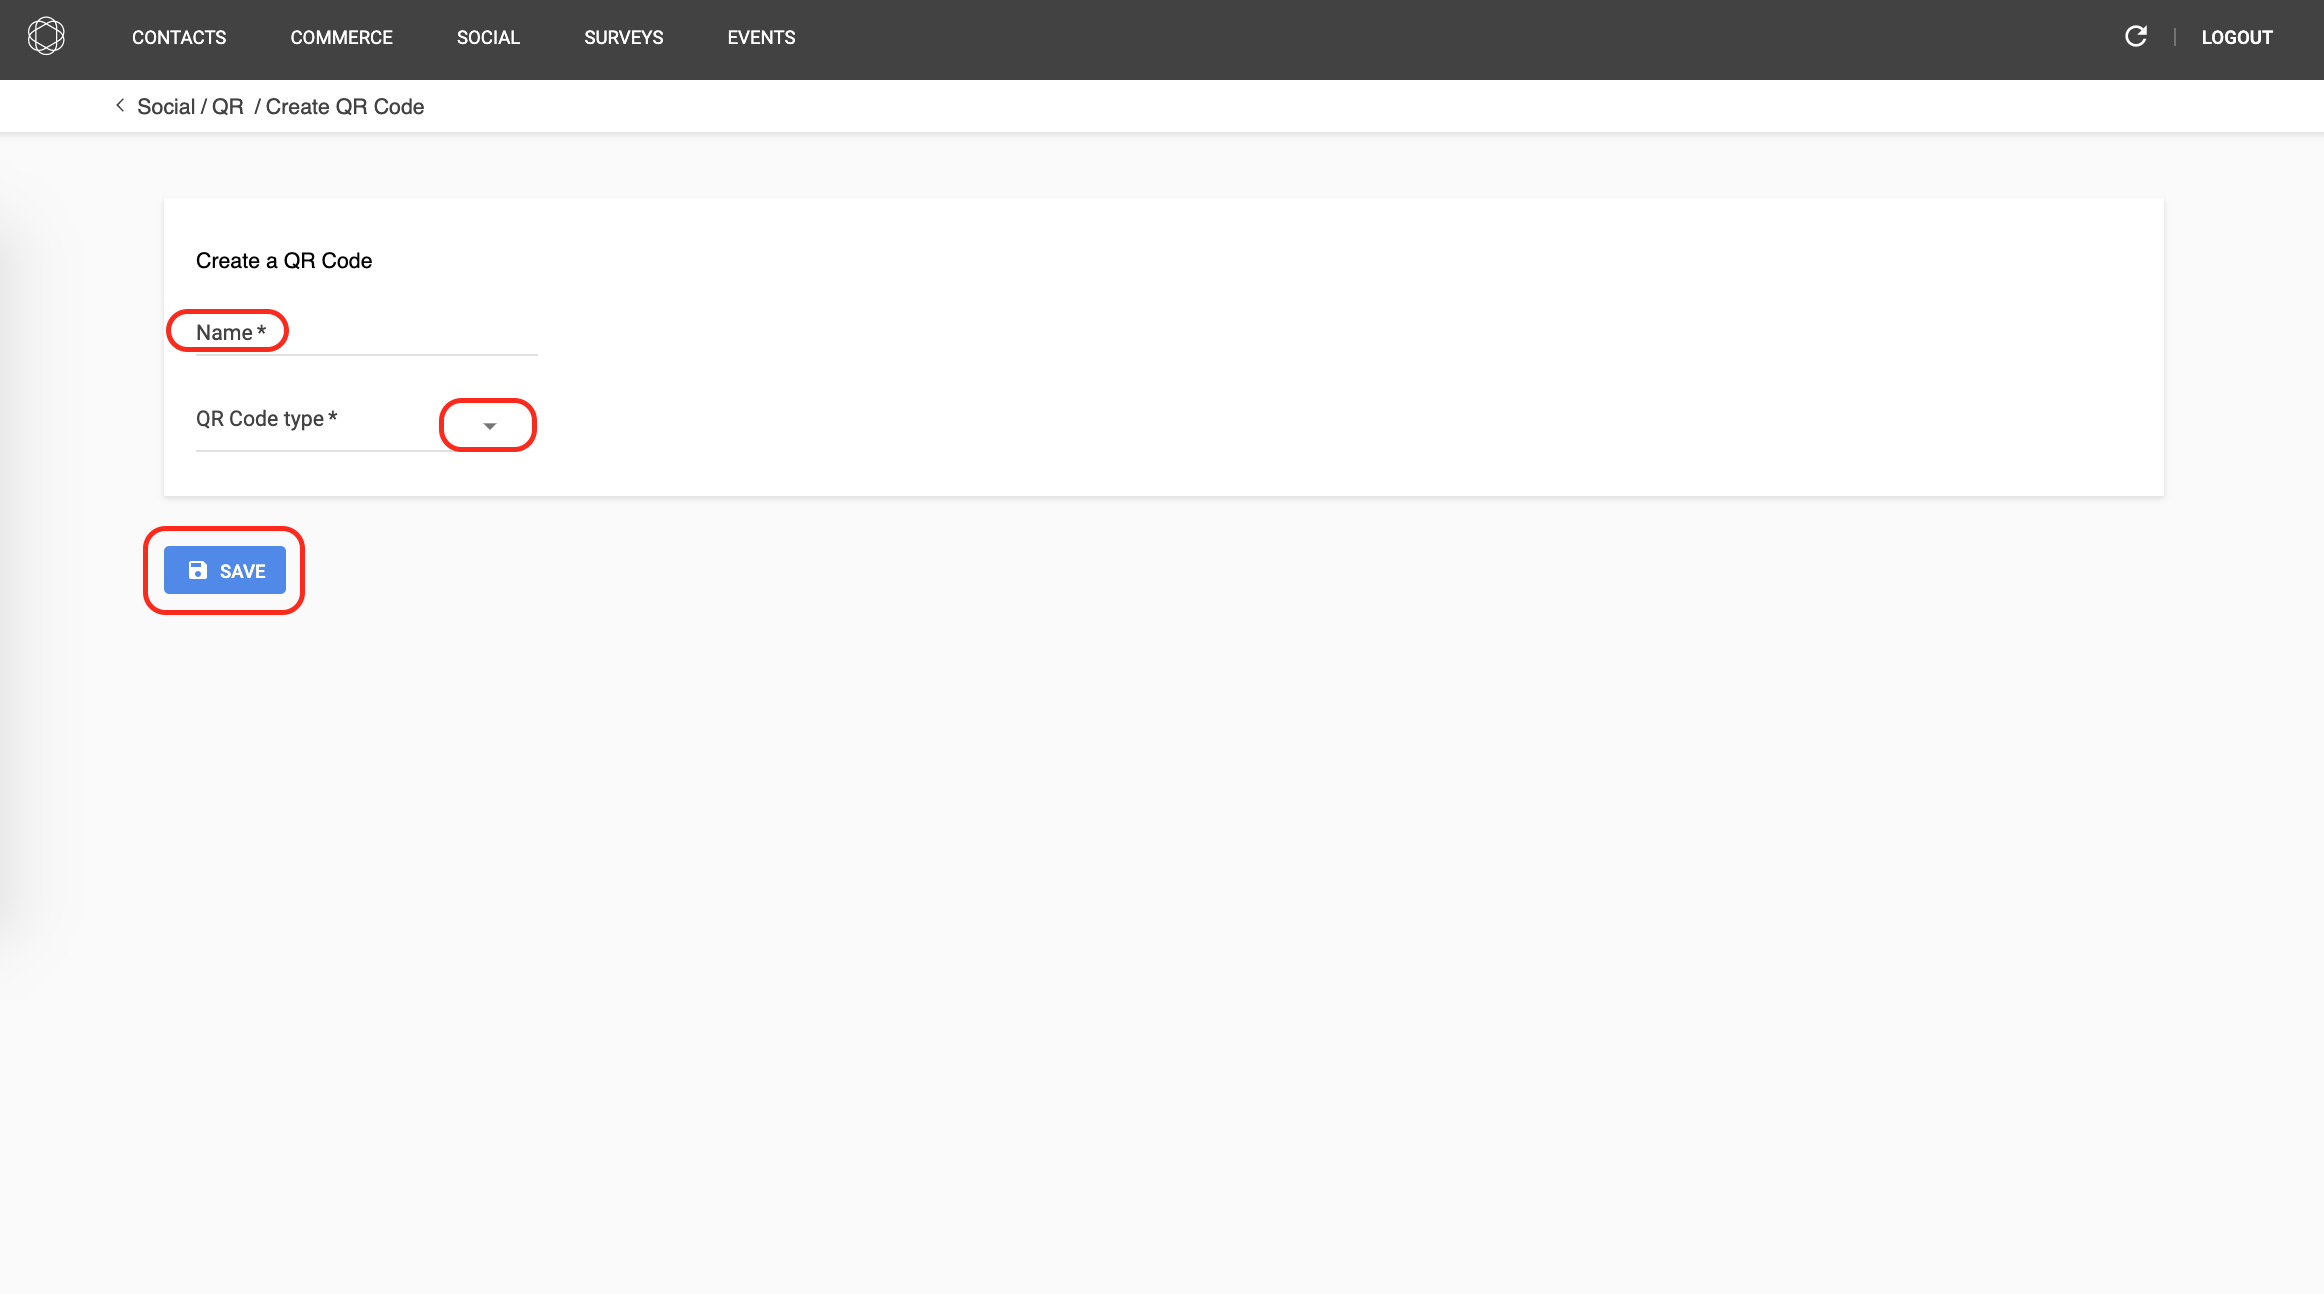 CONTACTS COMMERCE SOCIAL SURVEYS EVENTS LOGOUT
Social / QR / Create QR Code
Create a QR Code
Name *
QR Code type *
SAVE